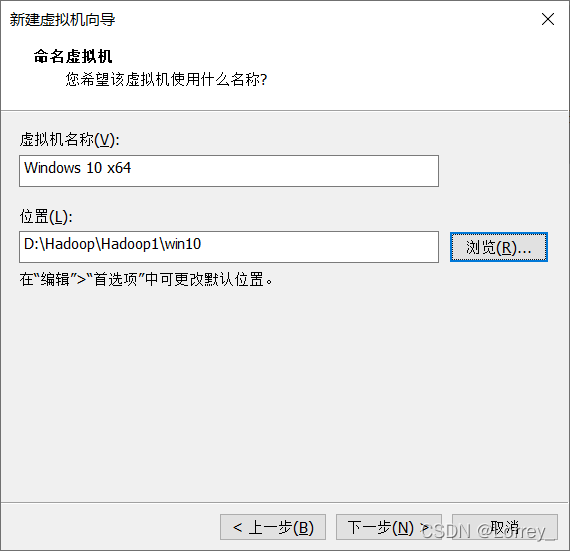 新建虚拟机向导
命名虚拟机
您希望该虚拟机使用什么名称?
虚拟机名称(V):
Windows 10 x64
位置(L):
D:\Hadoop\Hadoop1\win10
浏览(R)...
在“编辑”>“首选项”中可更改默认位置。
< 上一步(B) 下一步(N) > 取消
CSDN @Lorrey_